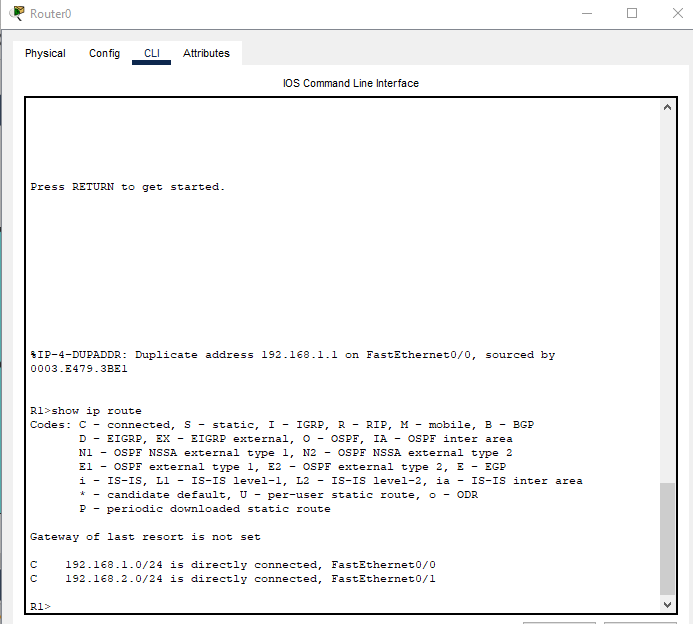 Router0
Physical Config CLI Attributes
IOS Command Line Interface
Press RETURN to get started.
%IP-4-DUPADDR: Duplicate address 192.168.1.1 on FastEthernet0/0, sourced by
0003.E479.3BE1
R1>show ip route
Codes: C - connected, S - static, I - IGRP, R - RIP, M - mobile, B - BGP
D - EIGRP, EX - EIGRP external, O - OSPF, IA - OSPF inter area
N1 - OSPF NSSA external type 1, N2 - OSPF NSSA external type 2
E1 - OSPF external type 1, E2 - OSPF external type 2, E - EGP
i - IS-IS, L1 - IS-IS level-1, L2 - IS-IS level-2, ia - IS-IS inter area
* - candidate default, U - per-user static route, o - ODR
P - periodic downloaded static route
Gateway of last resort is not set
C 192.168.1.0/24 is directly connected, FastEthernet0/0
C 192.168.2.0/24 is directly connected, FastEthernet0/1
R1>